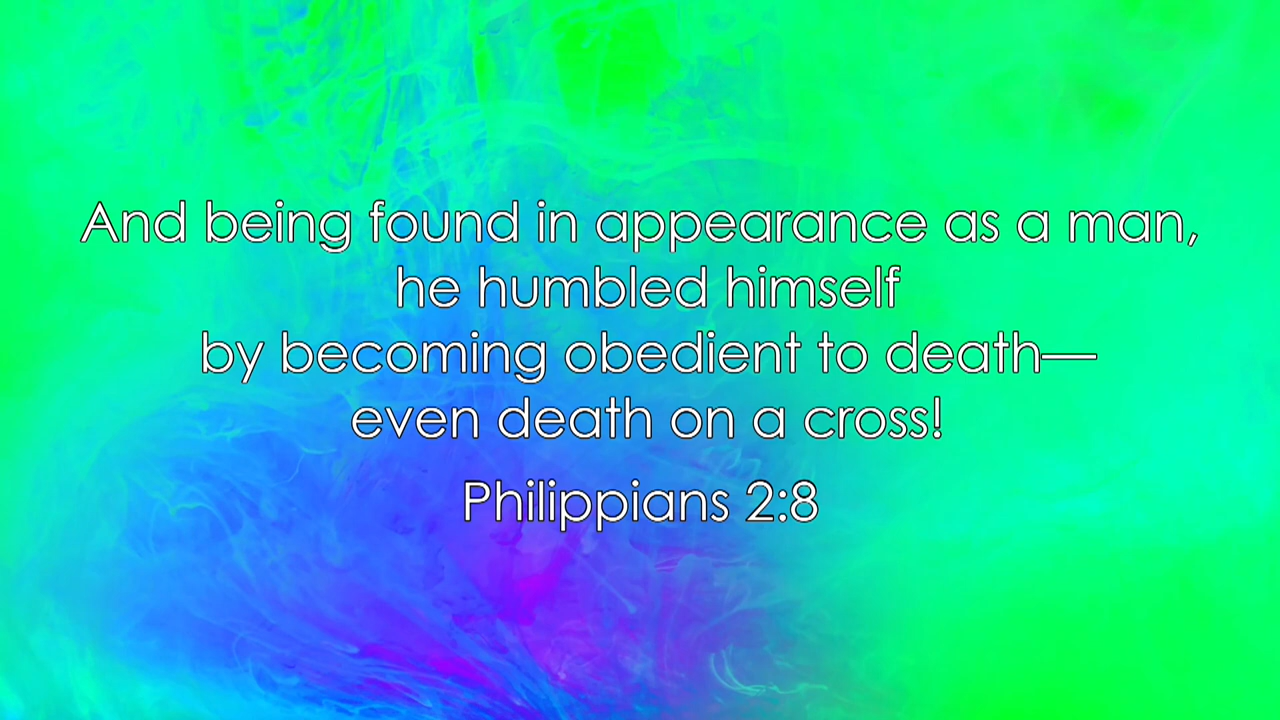 And being found in appearance as a man,
he humbled himself
by becoming obedient to death—
even death on a cross!
Philippians 2:8